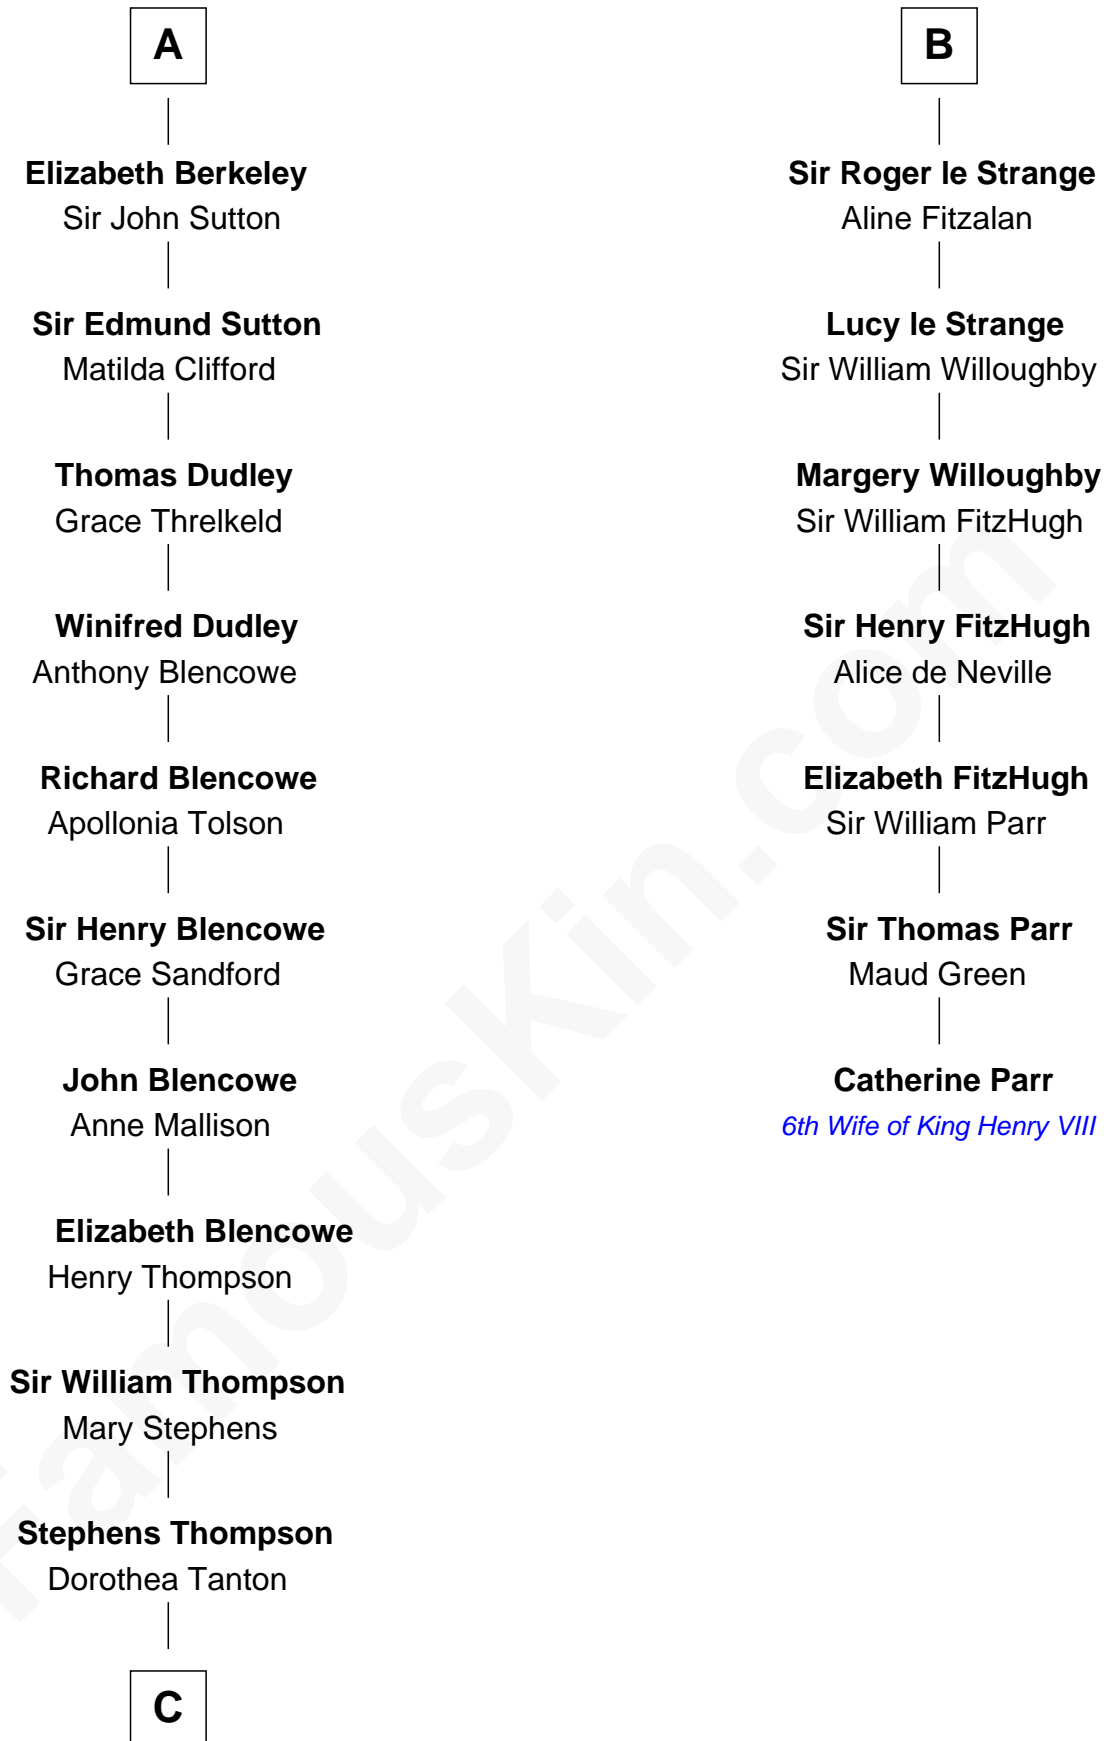 A
Elizabeth Berkeley
Sir John Sutton
Sir Edmund Sutton
Matilda Clifford
Thomas Dudley
Grace Threlkeld
Winifred Dudley
Anthony Blencowe
Richard Blencowe
Apollonia Tolson
Sir Henry Blencowe
Grace Sandford
John Blencowe
Anne Mallison
Elizabeth Blencowe
Henry Thompson
Sir William Thompson
Mary Stephens
Stephens Thompson
Dorothea Tanton
C
B
Sir Roger le Strange
Aline Fitzalan
Lucy le Strange
Sir William Willoughby
Margery Willoughby
Sir William FitzHugh
Sir Henry FitzHugh
Alice de Neville
Elizabeth FitzHugh
Sir William Parr
Sir Thomas Parr
Maud Green
Catherine Parr
6th Wife of King Henry VIII
FamousKin.com